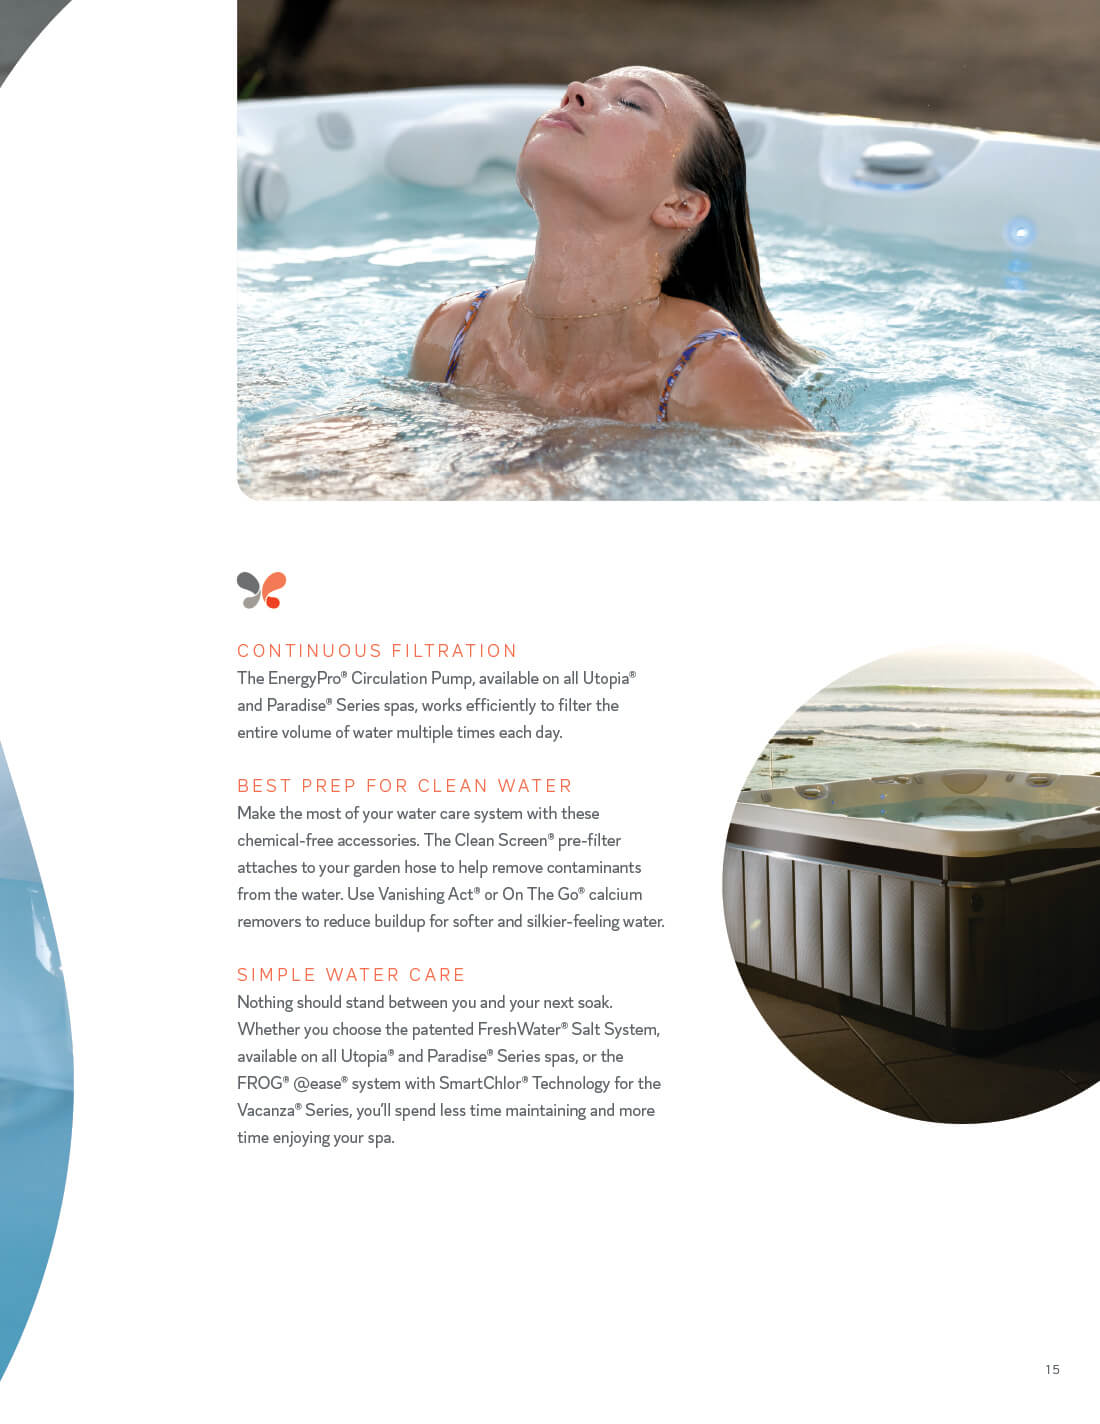 CONTINUOUS FILTRATION
The EnergyPro® Circulation Pump, available on all Utopia®
and Paradise® Series spas, works efficiently to filter the
entire volume of water multiple times each day.
BEST PREP FOR CLEAN WATER
Make the most of your water care system with these
chemical-free accessories. The Clean Screen® pre-filter
attaches to your garden hose to help remove contaminants
from the water. Use Vanishing Act® or On The Go® calcium
removers to reduce buildup for softer and silkier-feeling water.
SIMPLE WATER CARE
Nothing should stand between you and your next soak.
Whether you choose the patented FreshWater® Salt System,
available on all Utopia® and Paradise® Series spas, or the
FROG® @ease® system with SmartChlor® Technology for the
Vacanza® Series, you’ll spend less time maintaining and more
time enjoying your spa.
15